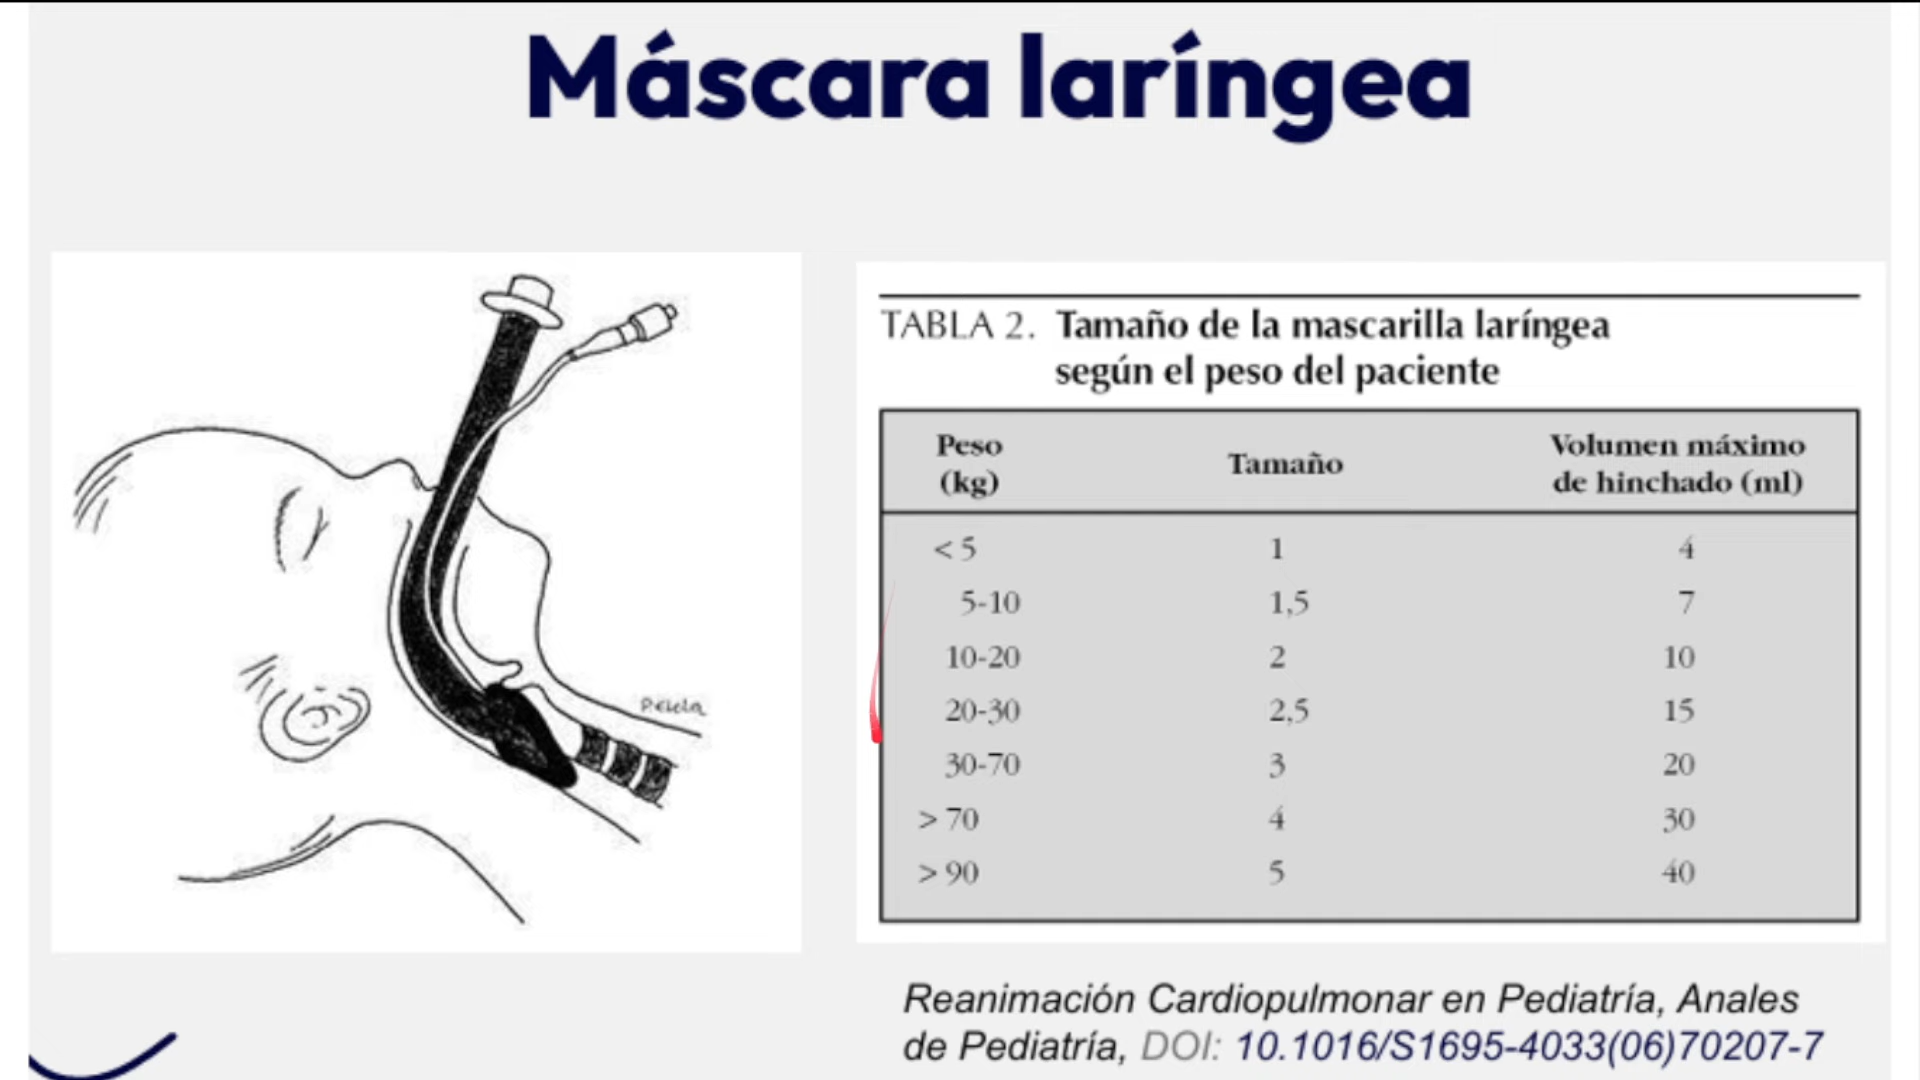 Máscara laríngea
TABLA 2. Tamaño de la mascarilla laríngea
según el peso del paciente
Peso (kg) Tamaño Volumen máximo de hinchado (ml)
< 5 1 4
5-10 1,5 7
10-20 2 10
20-30 2,5 15
30-70 3 20
> 70 4 30
> 90 5 40
Reanimación Cardiopulmonar en Pediatría, Anales
de Pediatría, DOI: 10.1016/S1695-4033(06)70207-7